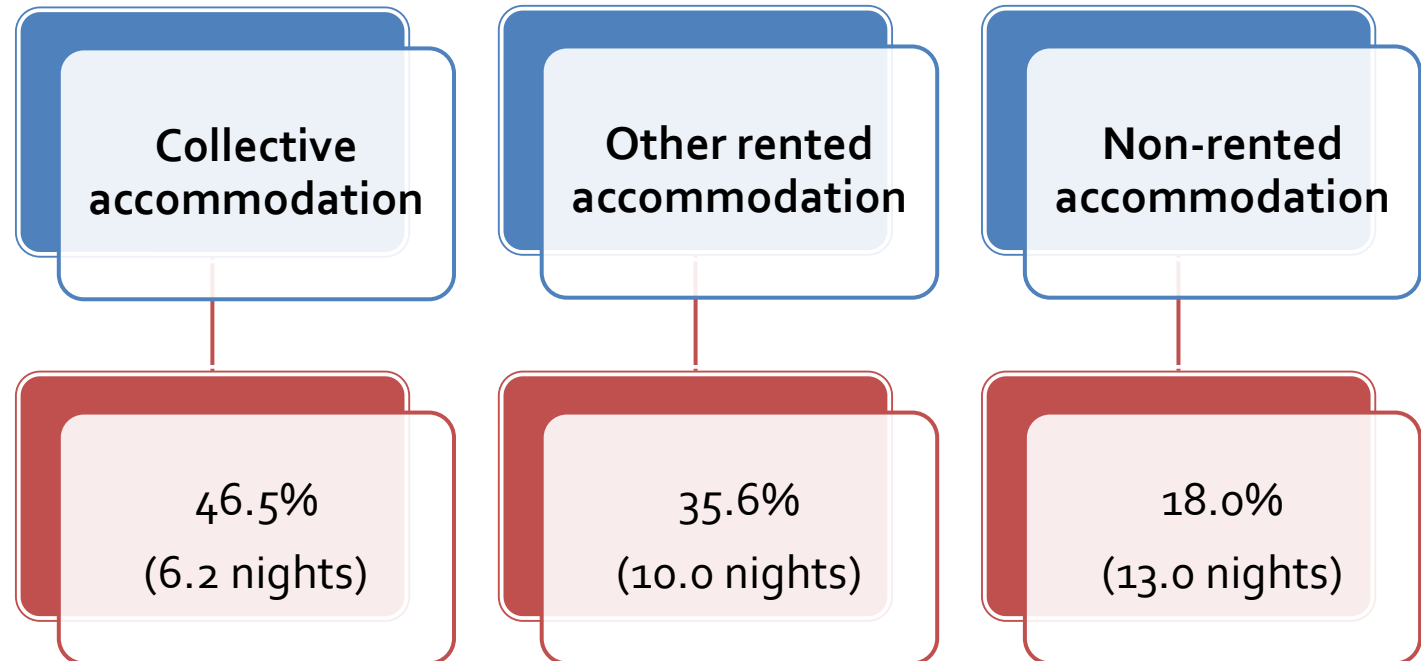 Collective
accommodation
Other rented
accommodation
Non-rented
accommodation
46.5%
(6.2 nights)
35.6%
(10.0 nights)
18.0%
(13.0 nights)